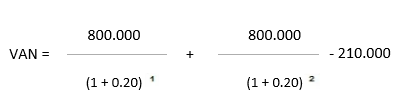 800.000 800.000
VAN = + - 210.000
(1 + 0.20) 1 (1 + 0.20) 2